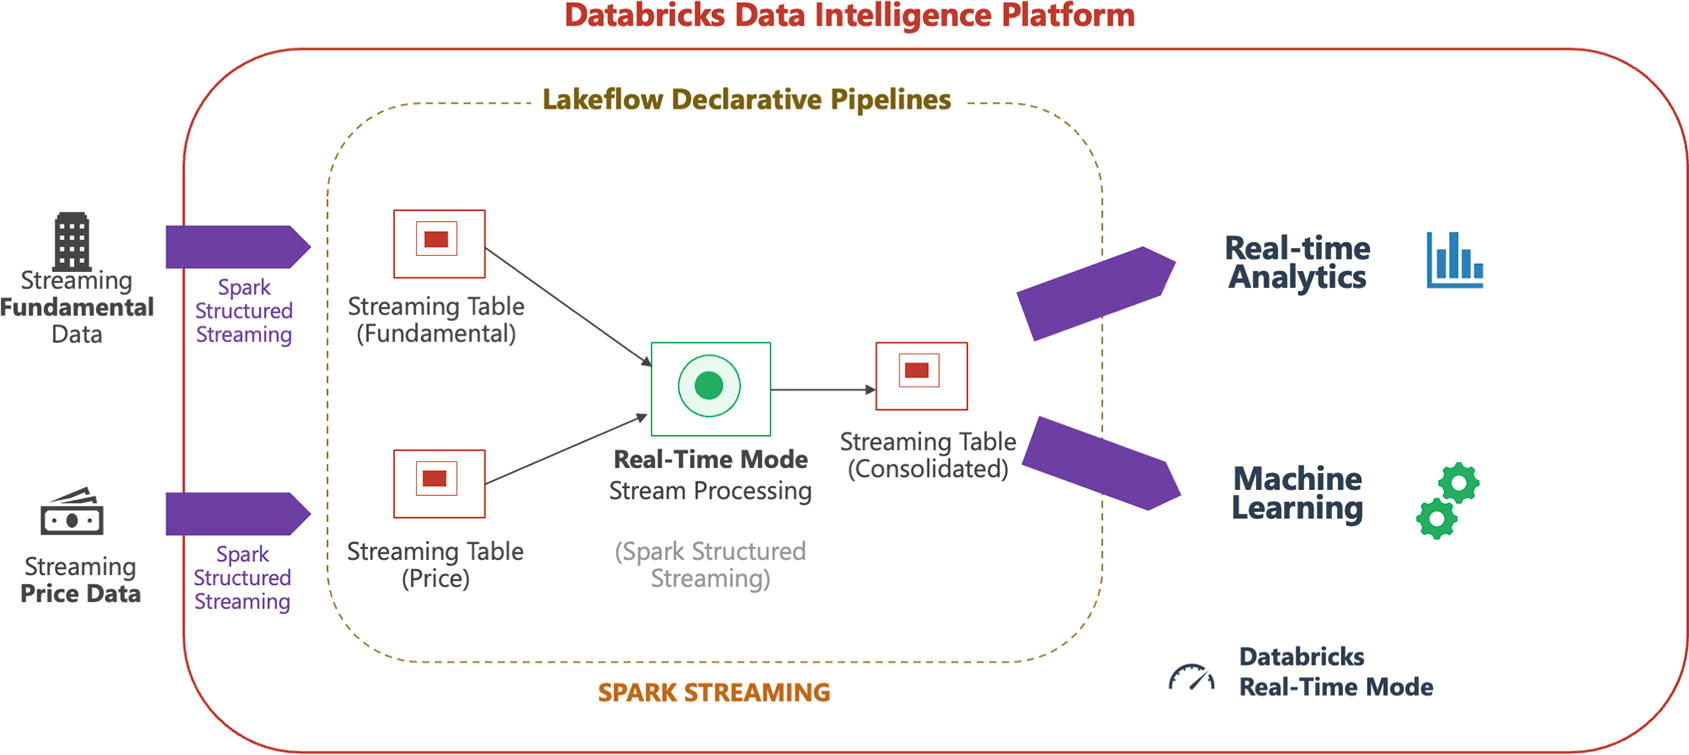 Databricks Data Intelligence Platform
Lakeflow Declarative Pipelines
Streaming
Fundamental
Data
Spark
Structured
Streaming
Streaming Table
(Fundamental)
Real-time
Analytics
Streaming
Price Data
Spark
Structured
Streaming
Streaming Table
(Price)
Real-Time Mode
Stream Processing
(Spark Structured
Streaming)
Streaming Table
(Consolidated)
Machine
Learning
SPARK STREAMING
Databricks
Real-Time Mode